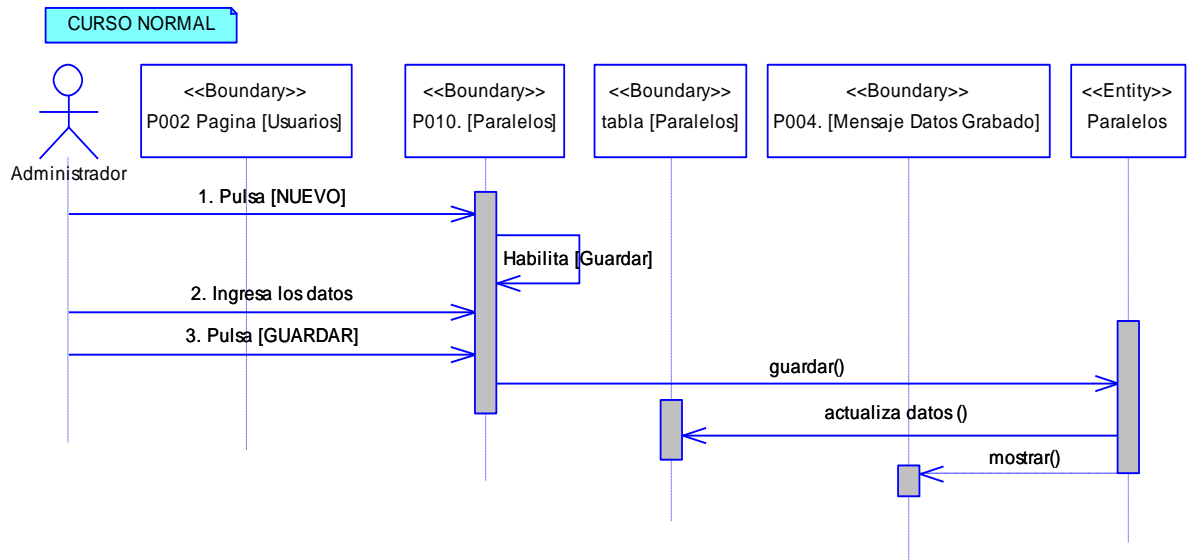 CURSO NORMAL
<<Boundary>>
P002 Pagina [Usuarios]
<<Boundary>>
P010. [Paralelos]
<<Boundary>>
tabla [Paralelos]
<<Boundary>>
P004. [Mensaje Datos Grabado]
<<Entity>>
Paralelos
Administrador
1. Pulsa [NUEVO]
Habilita [Guardar]
2. Ingresa los datos
3. Pulsa [GUARDAR]
guardar()
actualiza datos ()
mostrar()